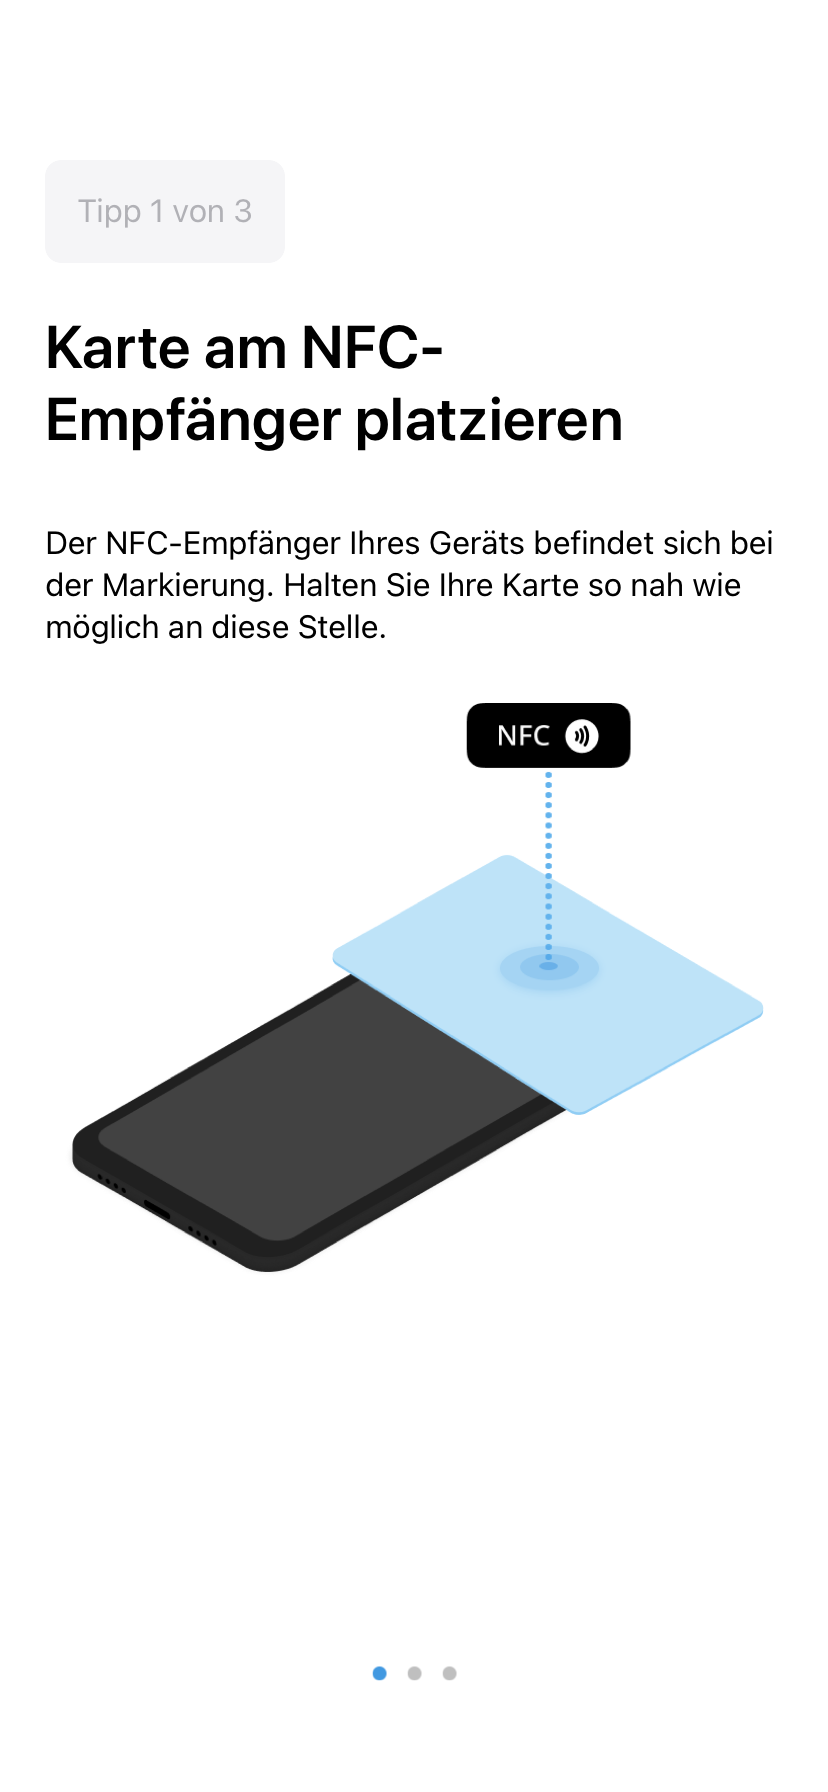 Tipp 1 von 3
Karte am NFC-
Empfänger platzieren
Der NFC-Empfänger Ihres Geräts befindet sich bei
der Markierung. Halten Sie Ihre Karte so nah wie
möglich an diese Stelle.
NFC